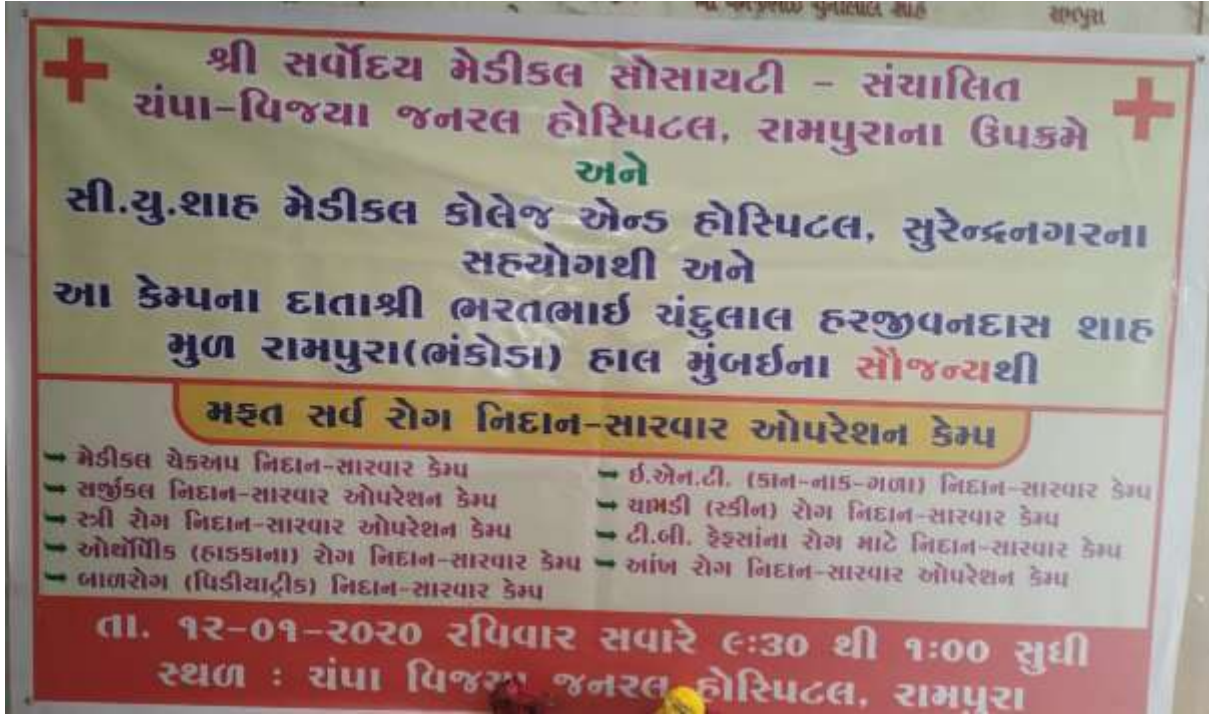 રામપુરા
શ્રી સર્વોદય મેડીકલ સોસાયટી - સંચાલિત
ચંપા-વિજયા જનરલ હોસ્પિટલ, રામપુરાના ઉપક્રમે
અને
સી.યુ.શાહ મેડીકલ કોલેજ એન્ડ હોસ્પિટલ, સુરેન્દ્રનગરના
સહયોગથી અને
આ કેમ્પના દાતાશ્રી ભરતભાઈ ચંદુલાલ હરજીવનદાસ શાહ
મુળ રામપુરા(ભંકોડા) હાલ મુંબઈના સૌજન્યથી
મફત સર્વ રોગ નિદાન-સારવાર ઓપરેશન કેમ્પ
મેડીકલ ચેકઅપ નિદાન-સારવાર કેમ્પ
સર્જીકલ નિદાન-સારવાર ઓપરેશન કેમ્પ
સ્ત્રી રોગ નિદાન-સારવાર ઓપરેશન કેમ્પ
ઓર્થોપિીક (હાડકાના) રોગ નિદાન-સારવાર કેમ્પ
બાળરોગ (પિડીયાટ્રીક) નિદાન-સારવાર કેમ્પ
ઈ.એન.ટી. (કાન-નાક-ગળા) નિદાન-સારવાર કેમ્પ
ચામડી (સ્કીન) રોગ નિદાન-સારવાર કેમ્પ
ટી.બી. ફેફસાંના રોગ માટે નિદાન-સારવાર કેમ્પ
આંખ રોગ નિદાન-સારવાર ઓપરેશન કેમ્પ
તા. ૧૨-૦૧-૨૦૨૦ રવિવાર સવારે ૯:૩૦ થી ૧:૦૦ સુધી
સ્થળ : ચંપા વિજયા જનરલ હોસ્પિટલ, રામપુરા